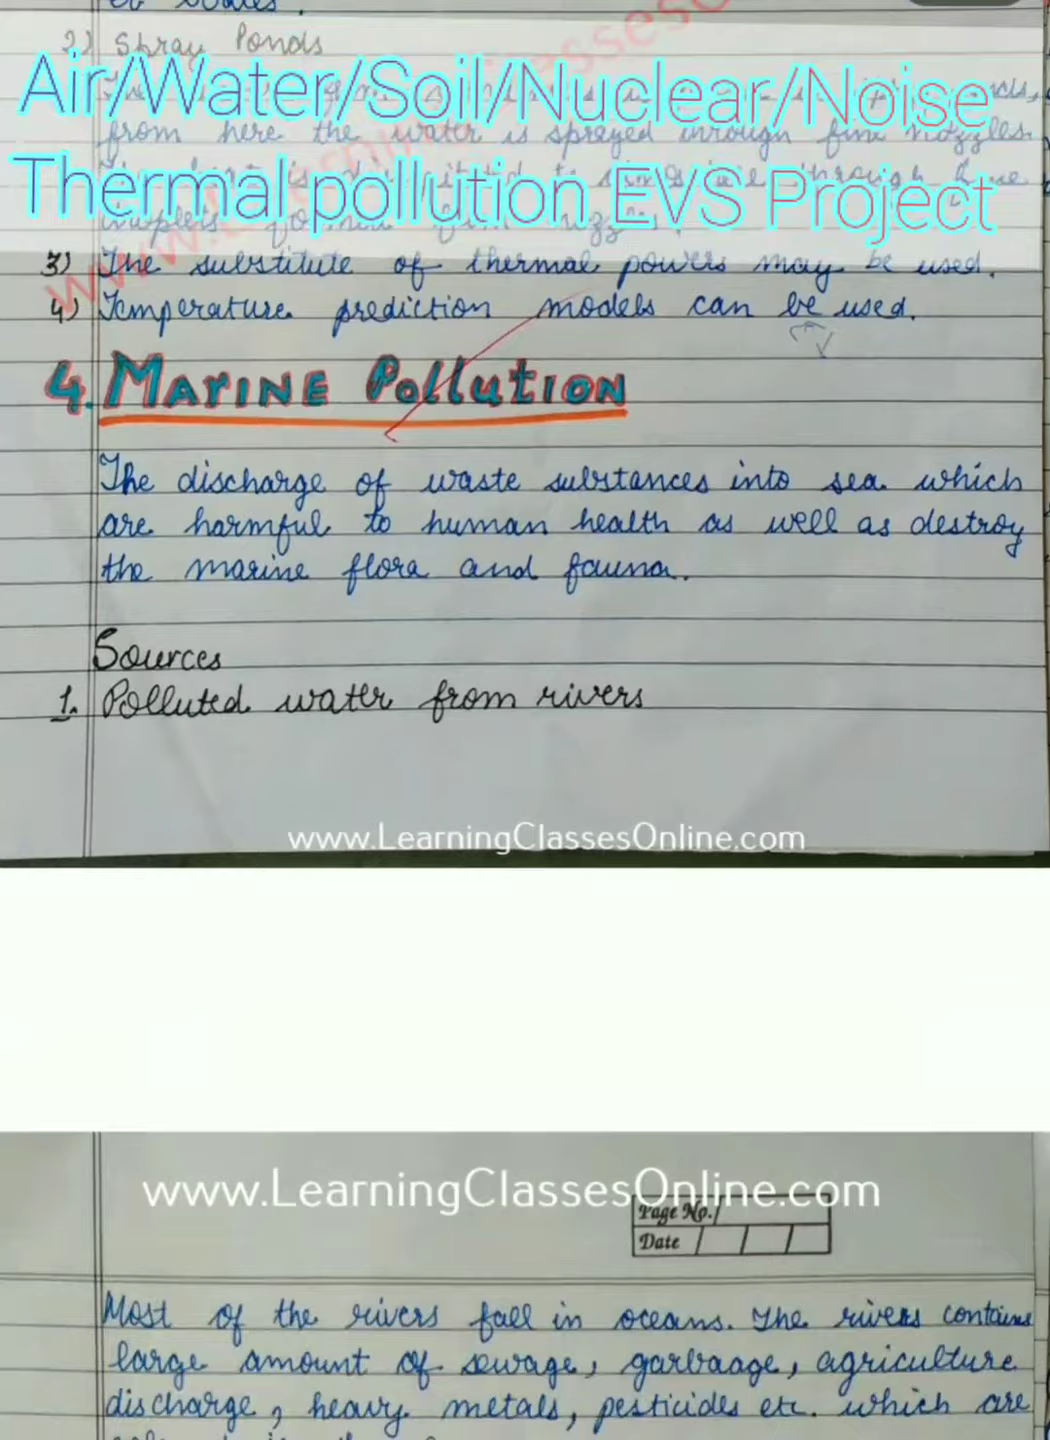 2) Spray Ponds
Air/Water/Soil/Nuclear/Noise
from here the water is sprayed through fine nozzles.
Thermal pollution EVS Project
3) The substitute of thermal powers may be used.
4) Temperature prediction models can be used.
4. MARINE Pollution
The discharge of waste substances into sea which
are harmful to human health as well as destroy
the marine flora and fauna.
Sources
1. Polluted water from rivers
www.LearningClassesOnline.com
www.LearningClassesOnline.com
Page No.
Date
Most of the rivers fall in oceans. The rivers contains
large amount of sewage, garbaage, agriculture
discharge, heavy metals, pesticides etc. which are